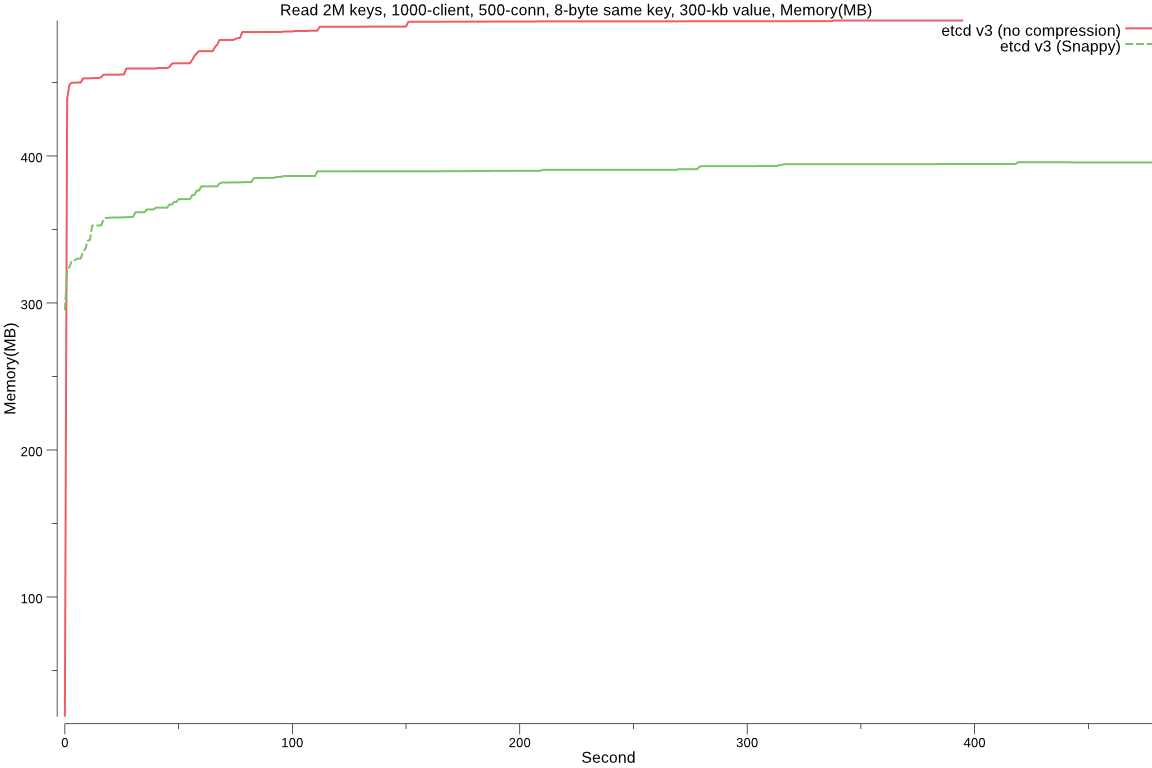 Read 2M keys, 1000-client, 500-conn, 8-byte same key, 300-kb value, Memory(MB)
etcd v3 (no compression)
etcd v3 (Snappy)
400
300
200
100
Memory(MB)
0 100 200 300 400
Second